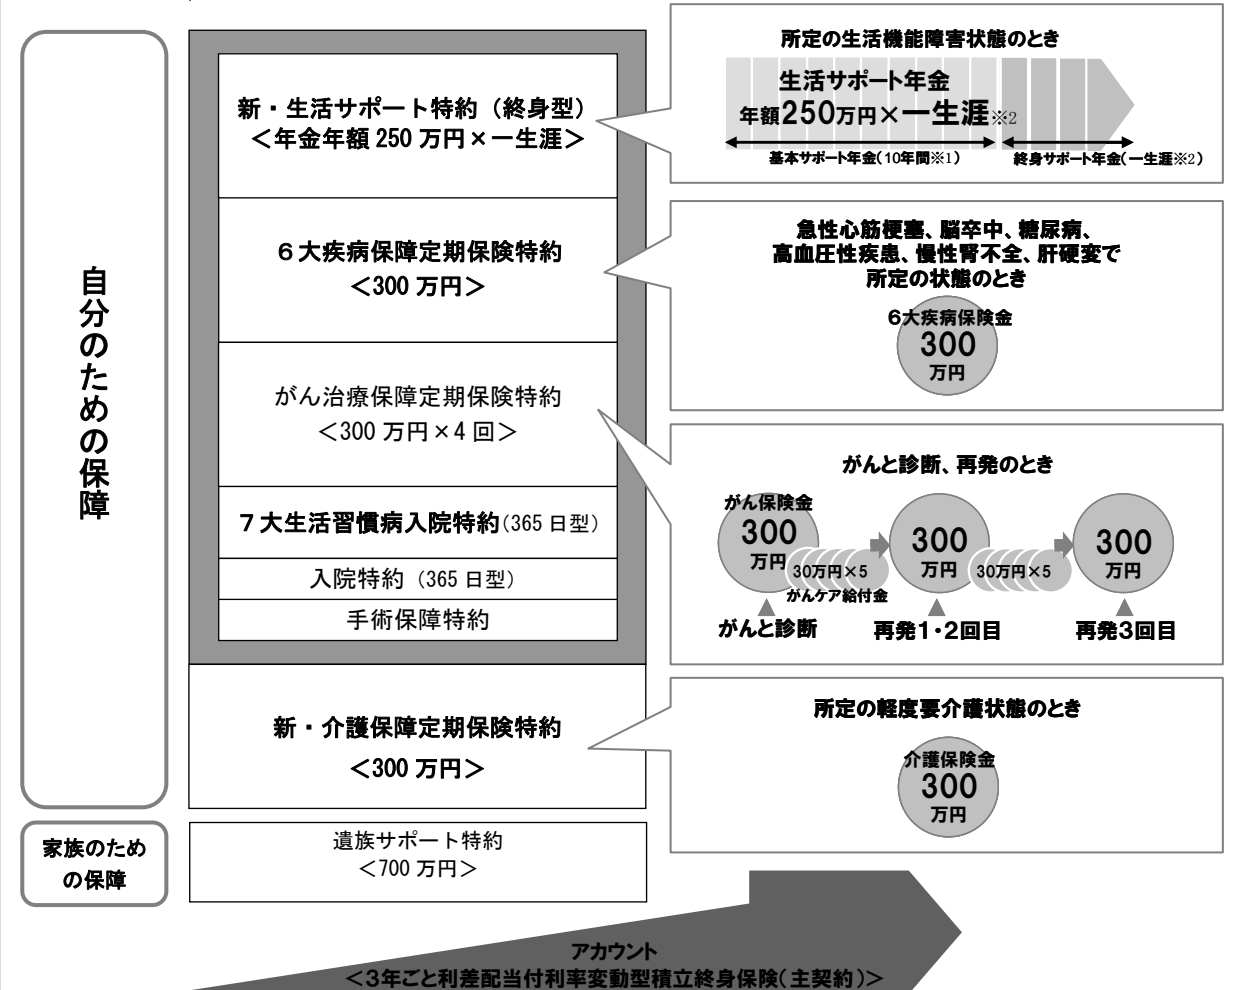 自分のための保障
新・生活サポート特約（終身型）
＜年金年額 250 万円×一生涯＞
６大疾病保障定期保険特約
＜300 万円＞
がん治療保障定期保険特約
＜300 万円×4 回＞
７大生活習慣病入院特約（365 日型）
入院特約（365 日型）
手術保障特約
新・介護保障定期保険特約
＜300 万円＞
家族のため
の保障
遺族サポート特約
＜700 万円＞
所定の生活機能障害状態のとき
生活サポート年金
年額250万円×一生涯※2
基本サポート年金（10年間※1）
終身サポート年金（一生涯※2）
急性心筋梗塞、脳卒中、糖尿病、
高血圧性疾患、慢性腎不全、肝硬変で
所定の状態のとき
６大疾病保険金
300
万円
がんと診断、再発のとき
がん保険金
300
万円
30万円×５
がんケア給付金
300
万円
30万円×５
300
万円
がんと診断
再発１・２回目
再発３回目
所定の軽度要介護状態のとき
介護保険金
300
万円
アカウント
＜３年ごと利差配当付利率変動型積立終身保険（主契約）＞